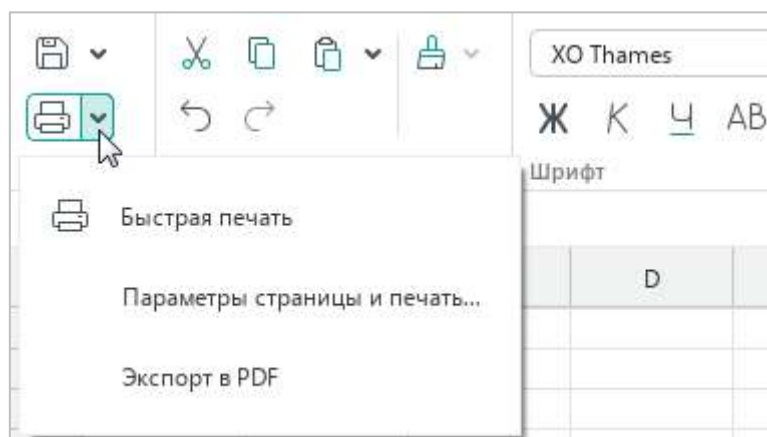 XO Thames
Ж К Ч АВ
Шрифт
Быстрая печать
D
Параметры страницы и печать...
Экспорт в PDF